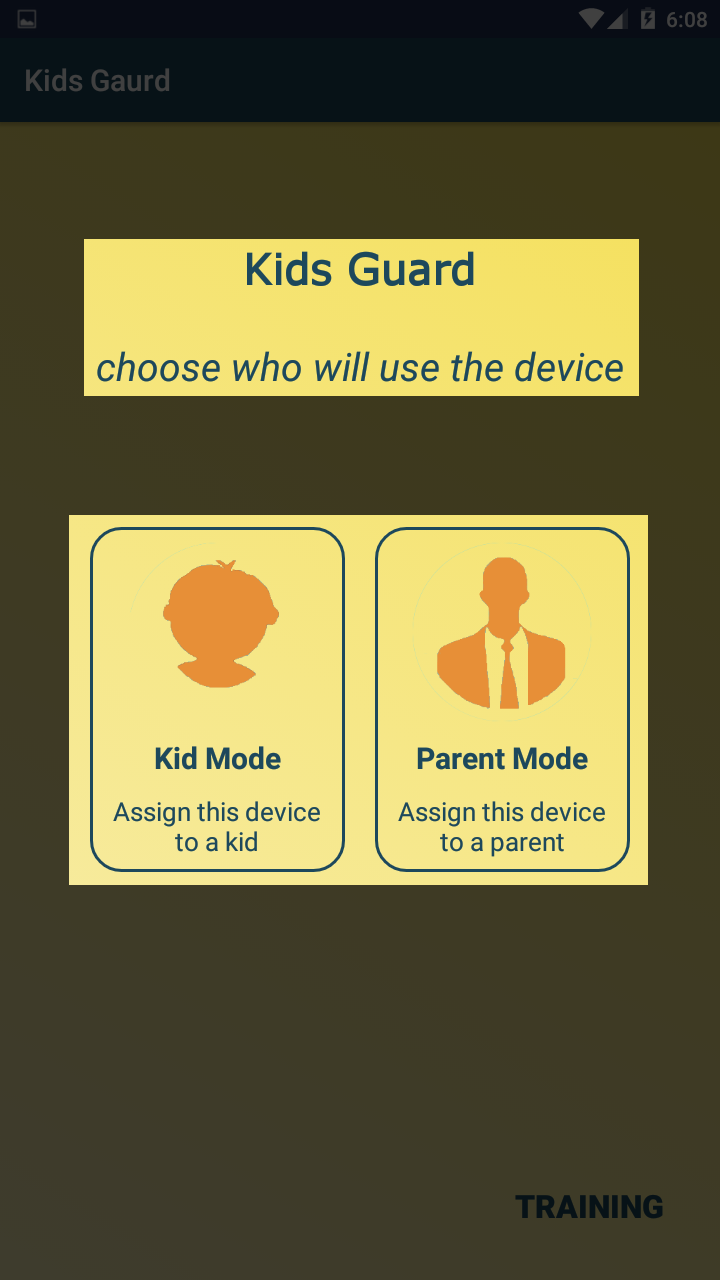 6:08
Kids Gaurd
Kids Guard
choose who will use the device
Kid Mode
Assign this device
to a kid
Parent Mode
Assign this device
to a parent
TRAINING